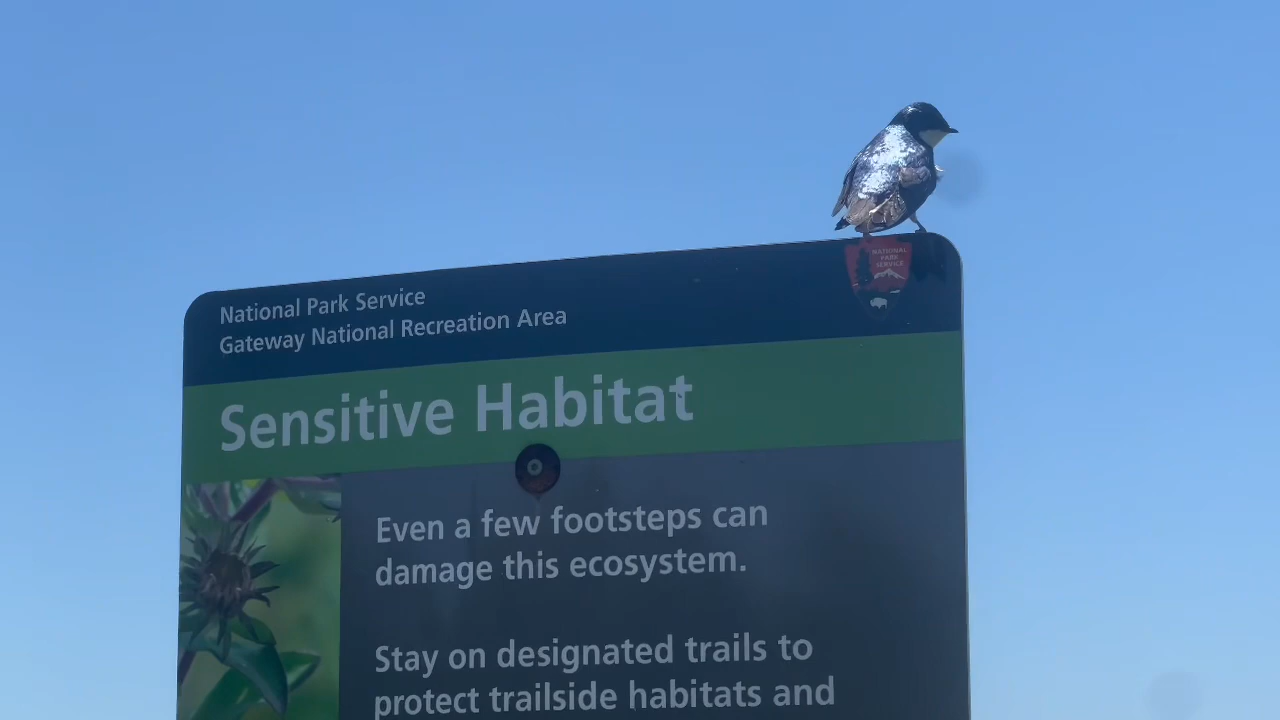 National Park Service
Gateway National Recreation Area
NATIONAL
PARK
SERVICE
Sensitive Habitat
Even a few footsteps can
damage this ecosystem.
Stay on designated trails to
protect trailside habitats and